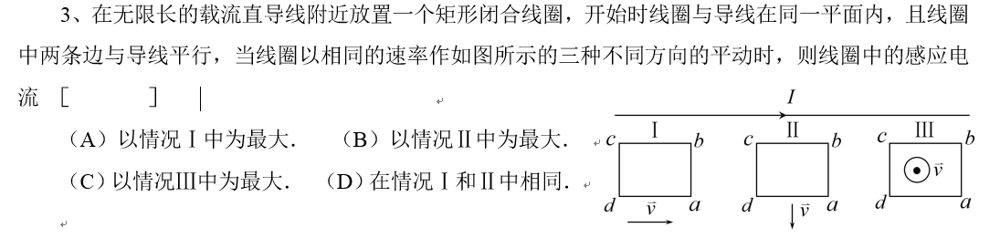 3、在无限长的载流直导线附近放置一个矩形闭合线圈，开始时线圈与导线在同一平面内，且线圈
中两条边与导线平行，当线圈以相同的速率作如图所示的三种不同方向的平动时，则线圈中的感应电
流 [ ]
I
（A）以情况Ⅰ中为最大． （B）以情况Ⅱ中为最大．
（C）以情况Ⅲ中为最大． （D）在情况Ⅰ和Ⅱ中相同．
c Ⅰ b c Ⅱ b c Ⅲ b
v⃗
d v⃗ a d v⃗ a d a